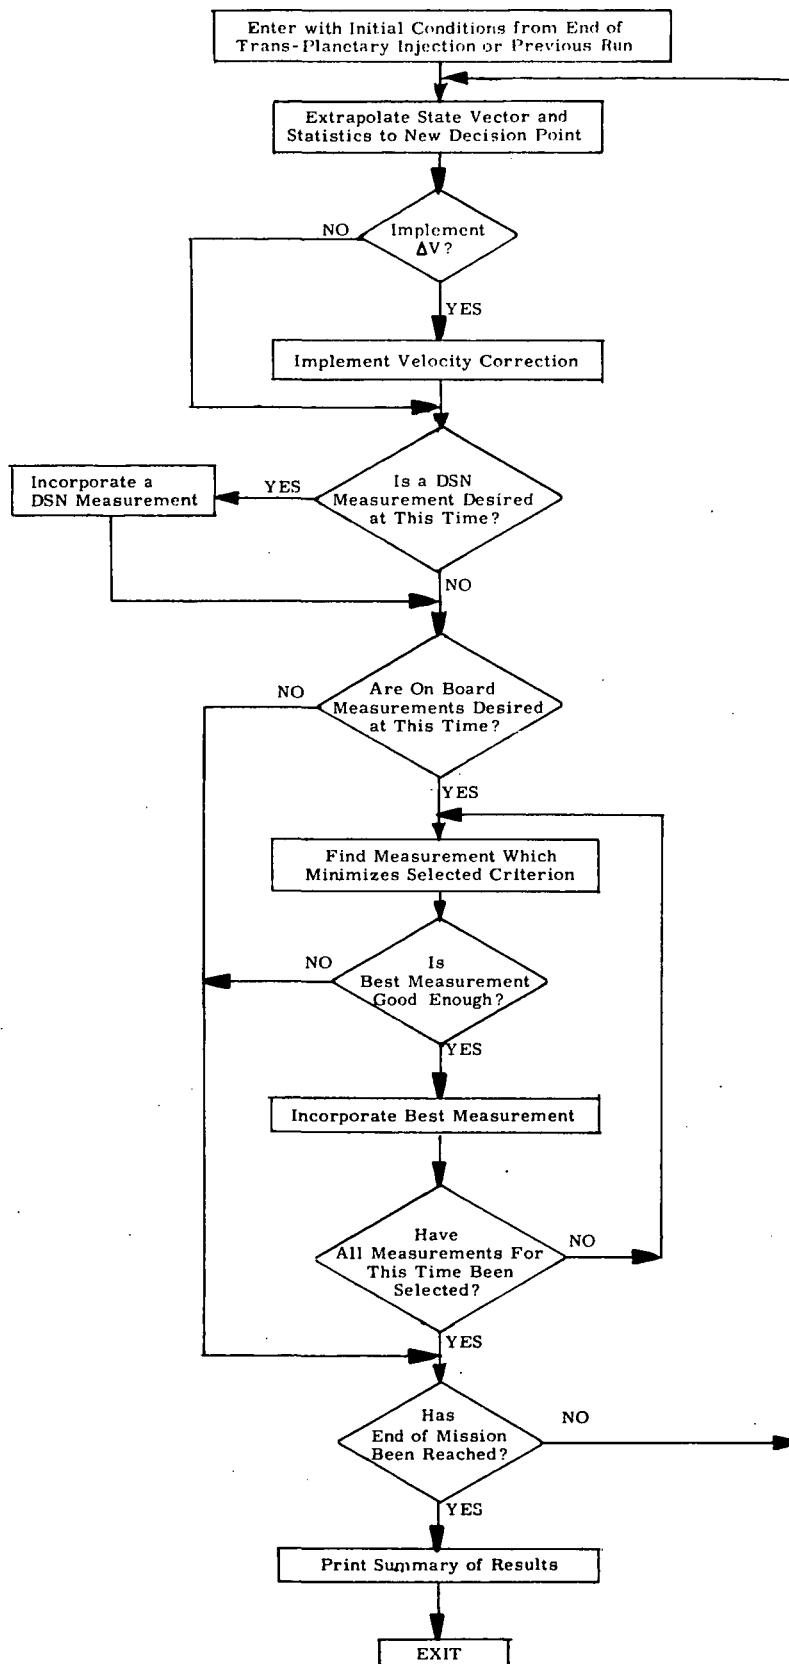 Enter with Initial Conditions from End of
Trans-Planetary Injection or Previous Run
Extrapolate State Vector and
Statistics to New Decision Point
NO
Implement
ΔV?
YES
Implement Velocity Correction
Incorporate a
DSN Measurement
YES
Is a DSN
Measurement Desired
at This Time?
NO
NO
Are On Board
Measurements Desired
at This Time?
YES
Find Measurement Which
Minimizes Selected Criterion
NO
Is
Best Measurement
Good Enough?
YES
Incorporate Best Measurement
Have
All Measurements For
This Time Been
Selected?
NO
YES
Has
End of Mission
Been Reached?
NO
YES
Print Summary of Results
EXIT